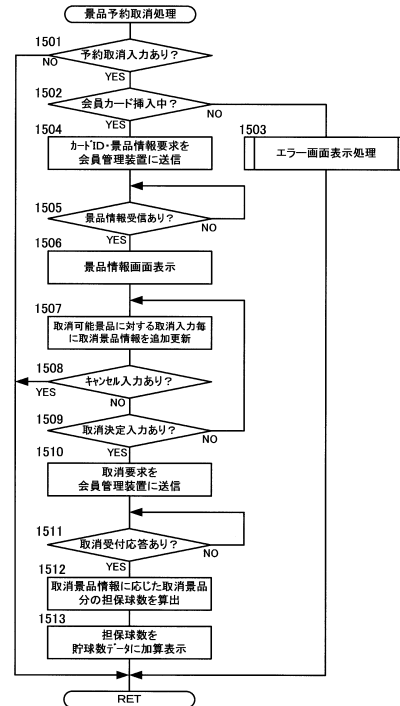 景品予約取消処理
1501
予約取消入力あり?
NO
YES
1502
会員カード挿入中?
NO
YES
1503
エラー画面表示処理
1504
カードID・景品情報要求を
会員管理装置に送信
1505
景品情報受信あり?
NO
YES
1506
景品情報画面表示
1507
取消可能景品に対する取消入力毎
に取消景品情報を追加更新
1508
キャンセル入力あり?
YES
NO
1509
取消決定入力あり?
NO
YES
1510
取消要求を
会員管理装置に送信
1511
取消受付応答あり?
NO
YES
1512
取消景品情報に応じた取消景品
分の担保球数を算出
1513
担保球数を
貯球数データに加算表示
RET